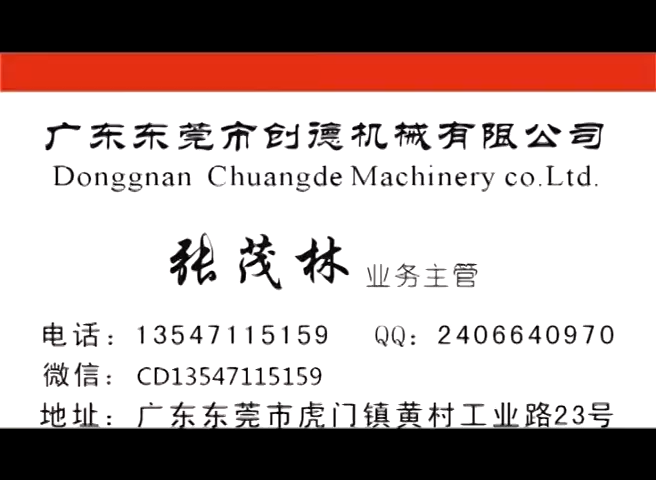 广东东莞市创德机械有限公司
Donggnan Chuangde Machinery co.Ltd.
张茂林 业务主管
电话：13547115159 QQ：2406640970
微信：CD13547115159
地址：广东东莞市虎门镇黄村工业路23号